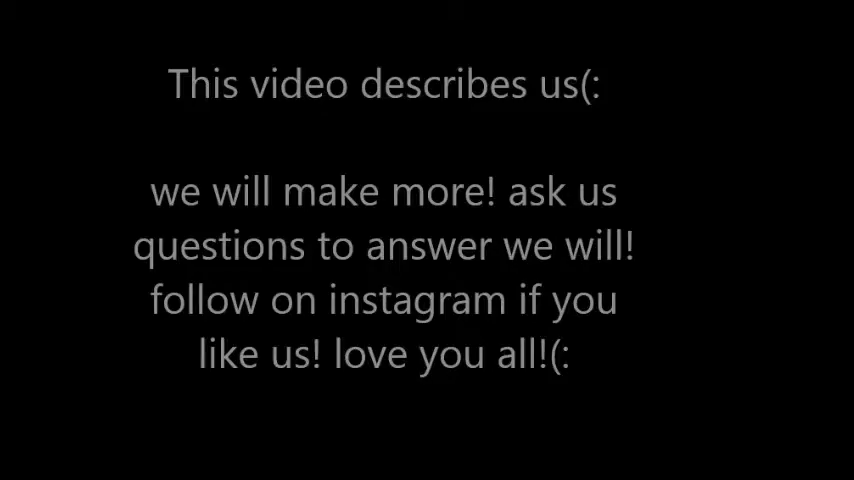 This video describes us(:
we will make more! ask us
questions to answer we will!
follow on instagram if you
like us! love you all!(: